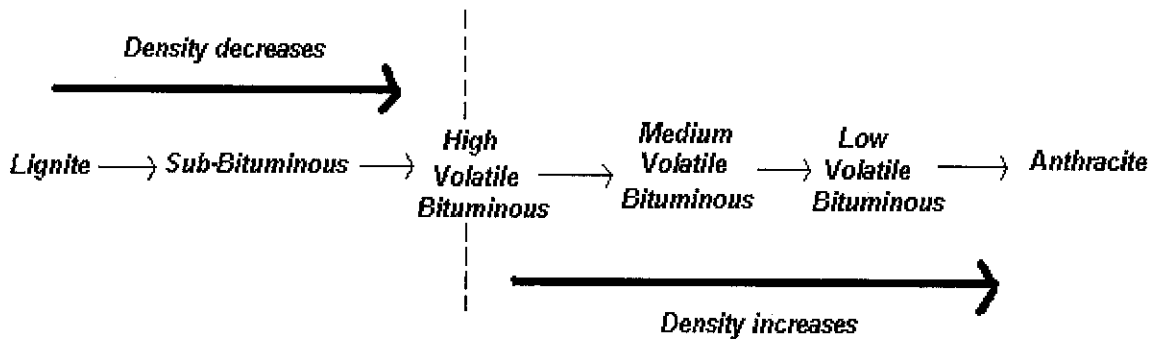 Density decreases
Lignite
Sub-Bituminous
High
Volatile
Bituminous
Medium
Volatile
Bituminous
Low
Volatile
Bituminous
Anthracite
Density increases